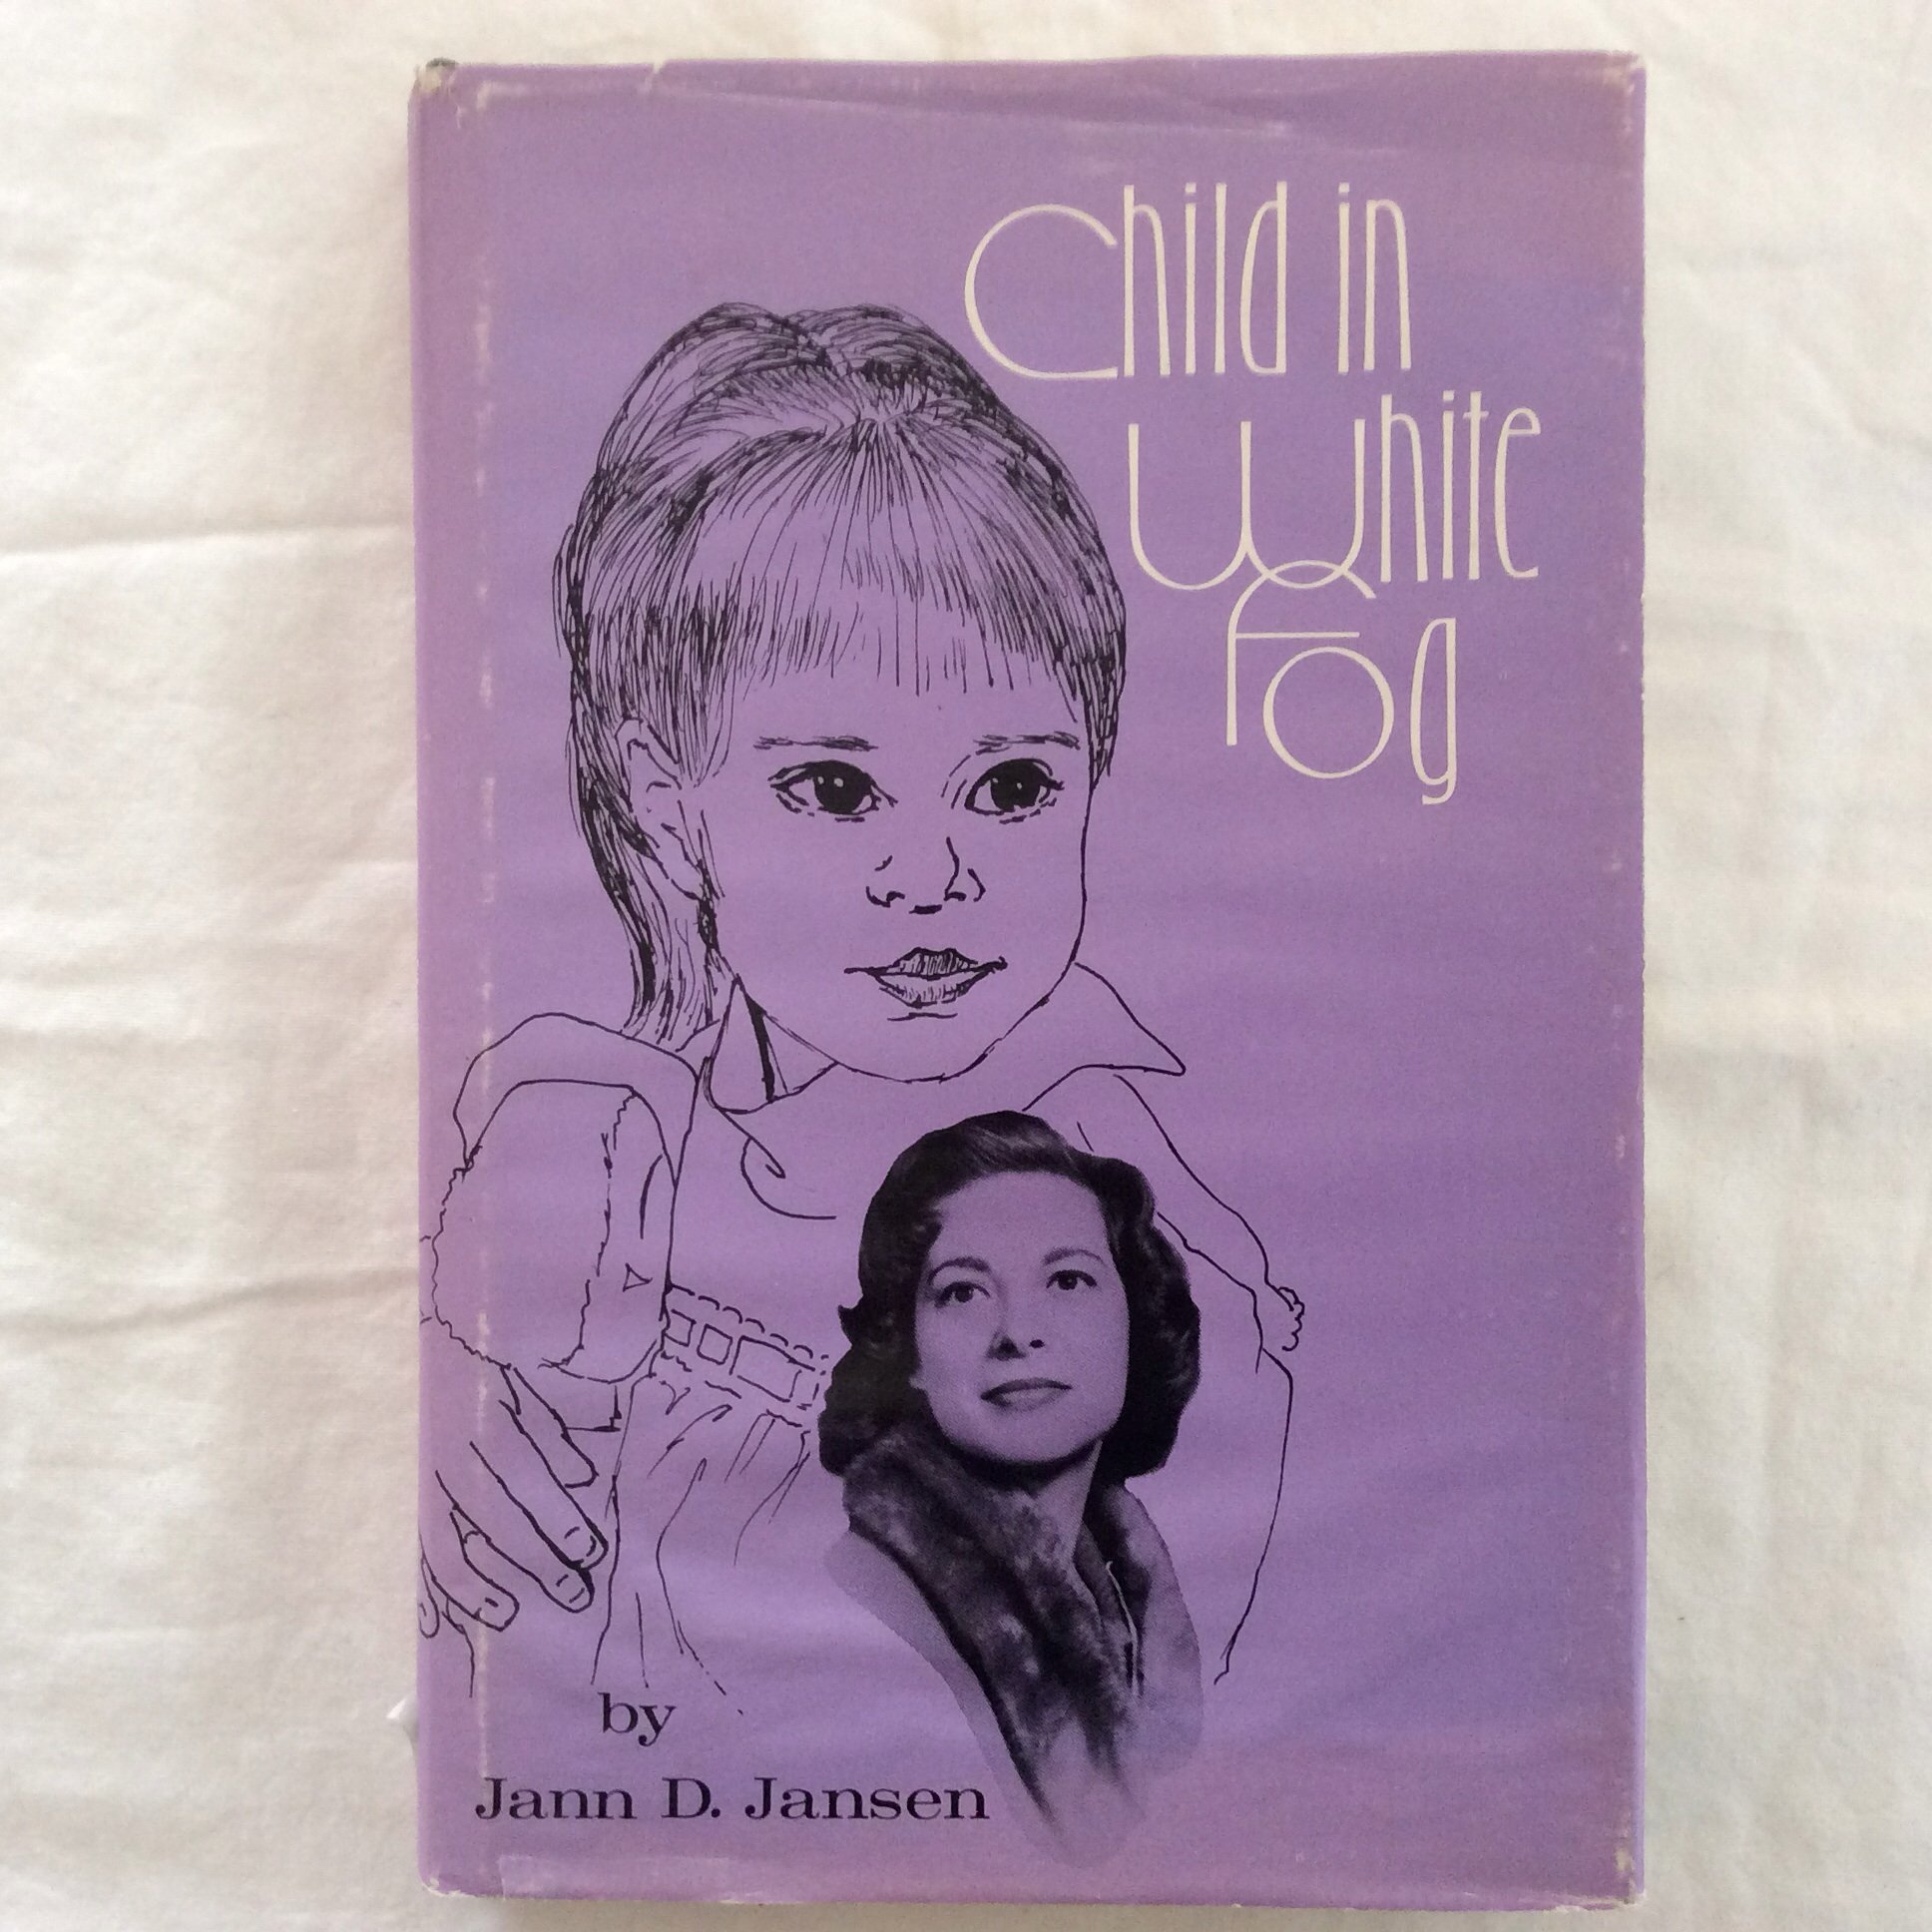 Child in
White
Fog
by
Jann D. Jansen